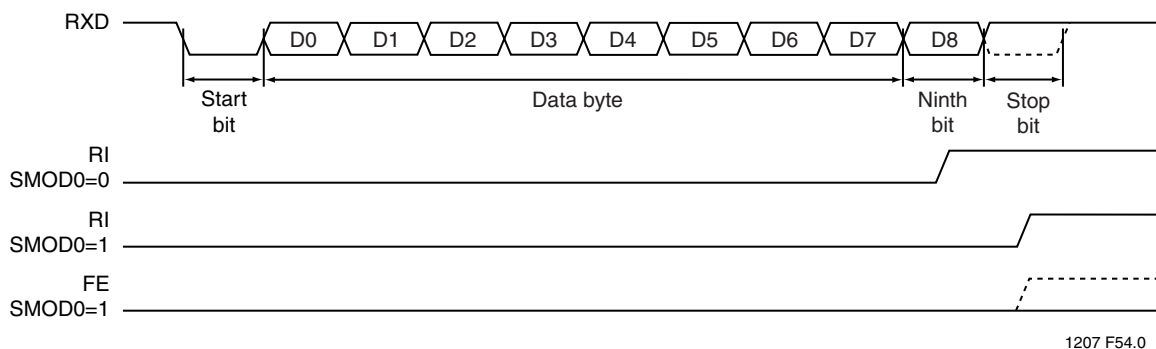 RXD
D0 D1 D2 D3 D4 D5 D6 D7 D8
Start
bit
Data byte
Ninth
bit
Stop
bit
RI
SMOD0=0
RI
SMOD0=1
FE
SMOD0=1
1207 F54.0